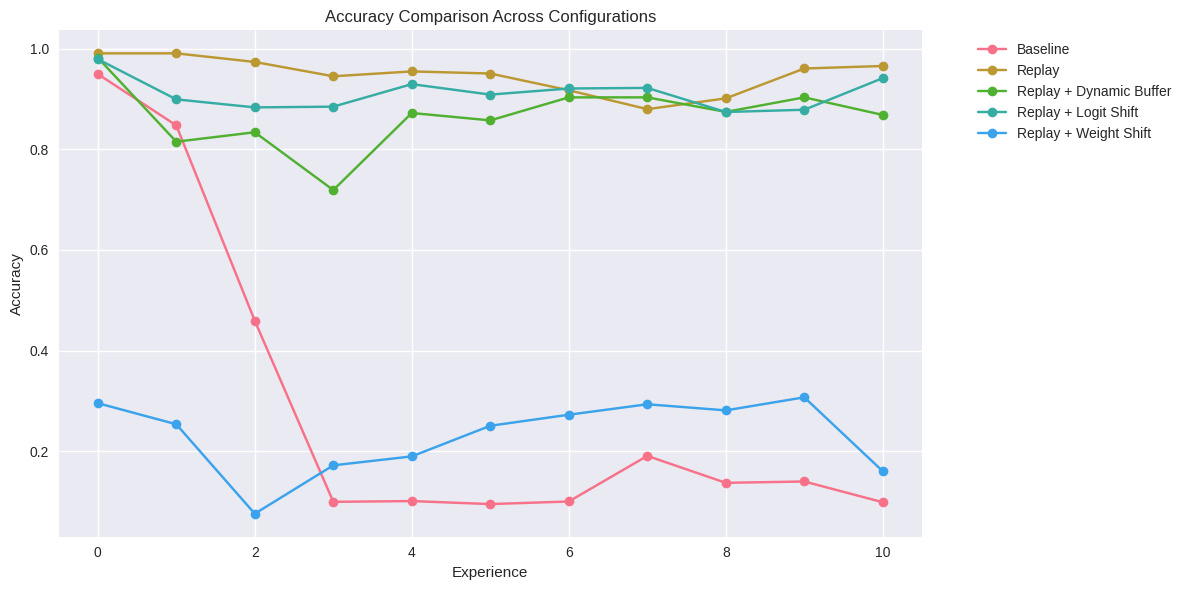 Accuracy Comparison Across Configurations
1.0
0.8
0.6
0.4
0.2
Accuracy
0 2 4 6 8 10
Experience
Baseline
Replay
Replay + Dynamic Buffer
Replay + Logit Shift
Replay + Weight Shift